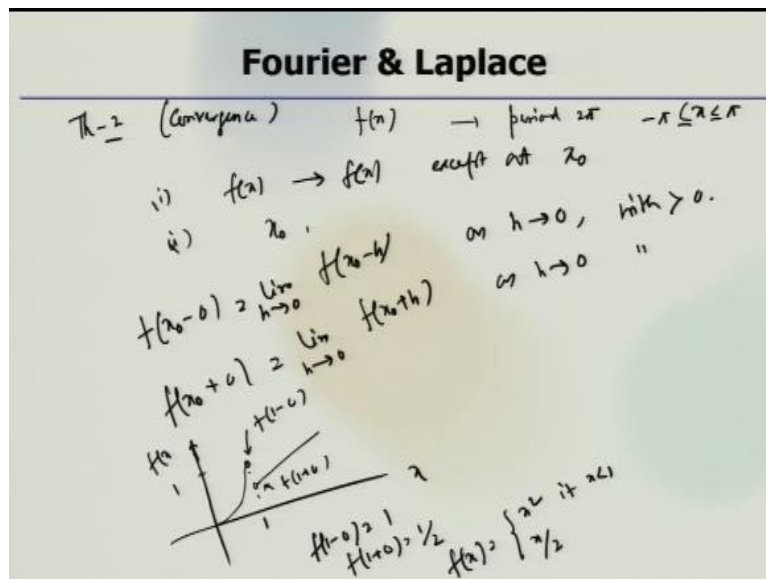 Fourier & Laplace
Th-2 (Convergence) f(x) → period 2π -π ≤ x ≤ π
i) f(x) → f(x) except at x₀
ii) x₀, as h→0, with > 0.
f(x₀-0) = lim h→0 f(x₀-h) as h→0 "
f(x₀+0) = lim h→0 f(x₀+h)
f(x
1
f(1-0)
f(1+0)
1
x
f(1-0) = 1
f(1+0) = 1/2
f(x) = { x² if x<1
x/2